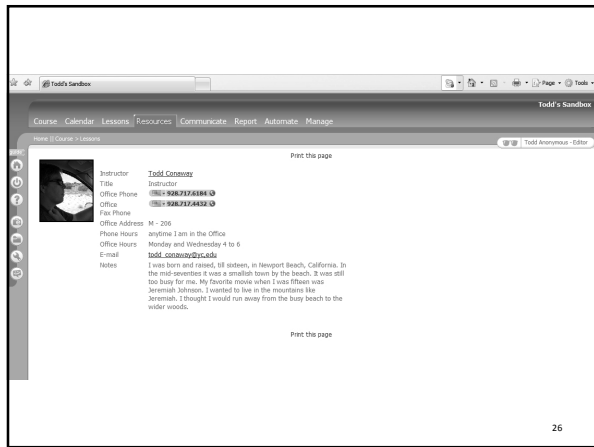 Todd's Sandbox
Page
Tools
Todd's Sandbox
Course Calendar Lessons Resources Communicate Report Automate Manage
Home || Course > Lessons
Todd Anonymous - Editor
Print this page
Instructor Todd Conaway
Title Instructor
Office Phone 928.717.6184
Office 928.717.4432
Fax Phone
Office Address M - 206
Phone Hours anytime I am in the Office
Office Hours Monday and Wednesday 4 to 6
E-mail todd_conaway@yc.edu
Notes I was born and raised, till sixteen, in Newport Beach, California. In
the mid-seventies it was a smallish town by the beach. It was still
too busy for me. My favorite movie when I was fifteen was
Jeremiah Johnson. I wanted to live in the mountains like
Jeremiah. I thought I would run away from the busy beach to the
wider woods.
Print this page
26